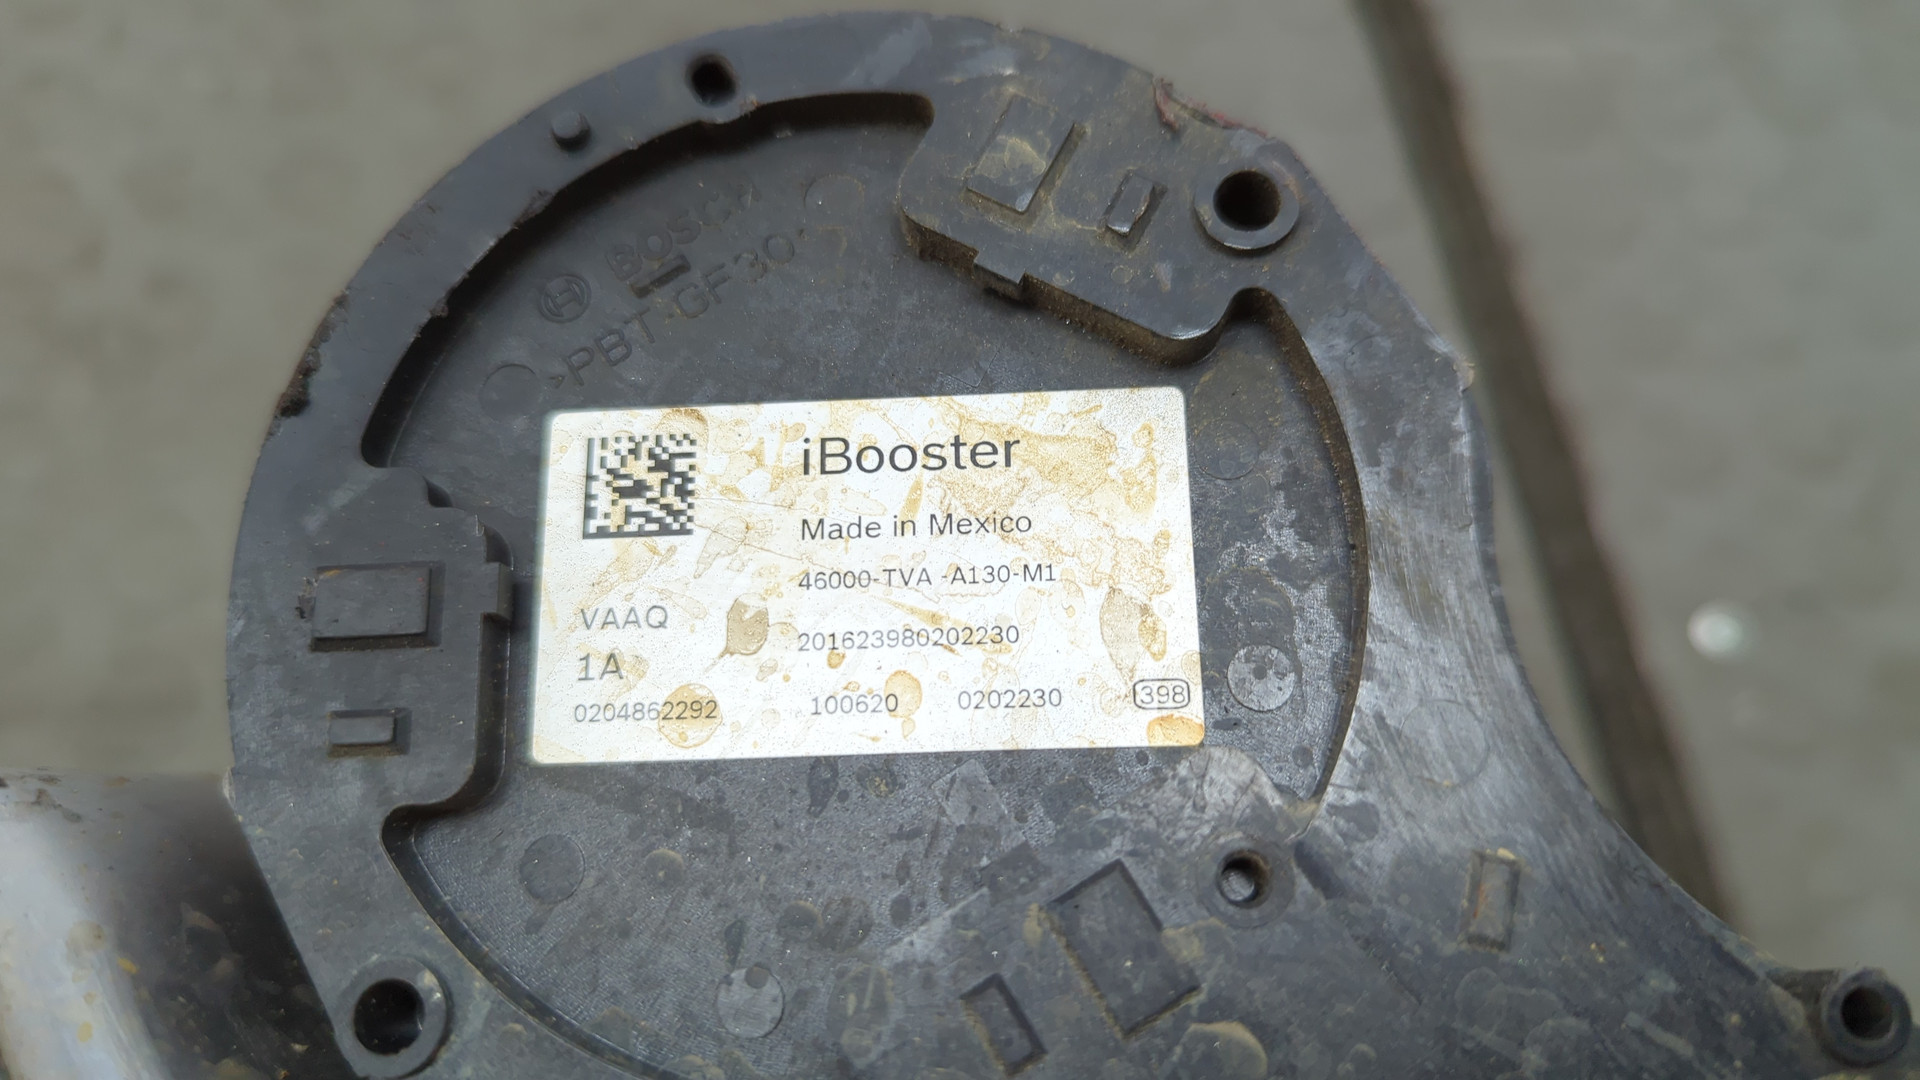 BOSCH
>PBT-GF30
iBooster
Made in Mexico
46000-TVA -A130-M1
VAAQ
201623980202230
1A
0204862292 100620 0202230 398